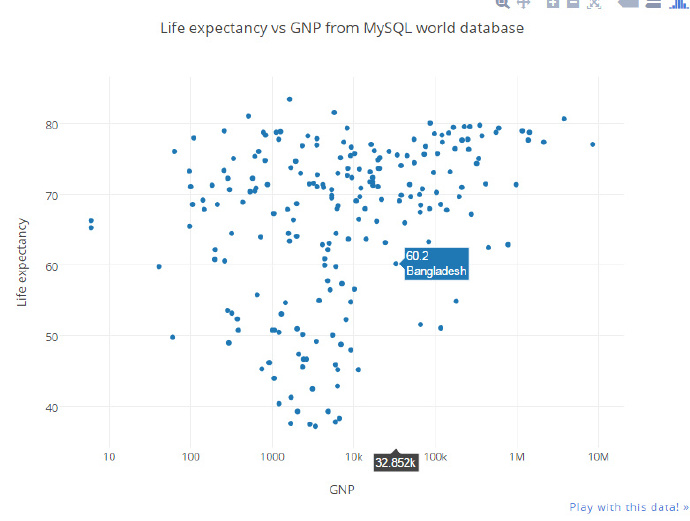 Life expectancy vs GNP from MySQL world database
80
70
60
50
40
Life expectancy
60.2
Bangladesh
10
100
1000
10k
32.852k
100k
1M
10M
GNP
Play with this data! »